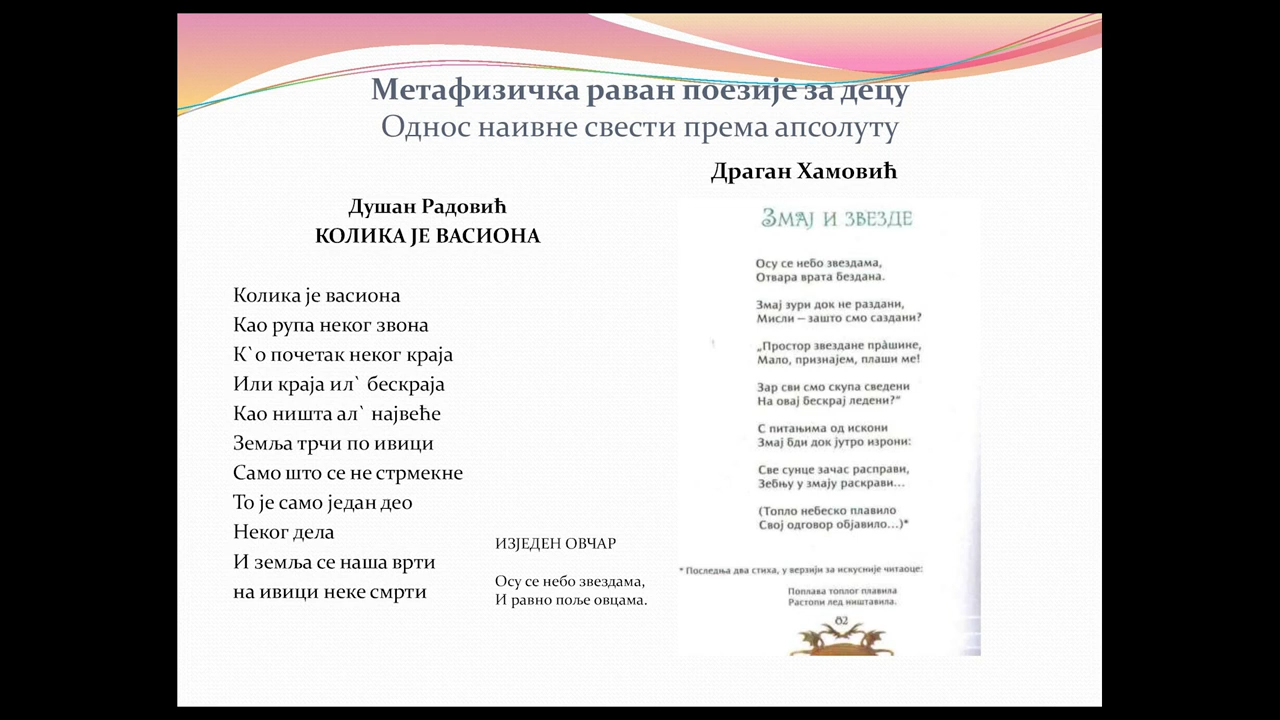 Метафизичка раван поезије за децу
Однос наивне свести према апсолуту
Душан Радовић
КОЛИКА ЈЕ ВАСИОНА
Колика је васиона
Као рупа неког звона
К`о почетак неког краја
Или краја ил` бескраја
Као ништа ал` највеће
Земља трчи по ивици
Само што се не стрмекне
То је само један део
Неког дела
И земља се наша врти
на ивици неке смрти
ИЗЈЕДЕН ОВЧАР
Осу се небо звездама,
И равно поље овцама.
Драган Хамовић
Змај и звезде
Осу се небо звездама,
Отвара врата бездана.
Змај зури док не раздани,
Мисли – зашто смо саздани?
„Простор звездане пра̀шине,
Мало, признајем, плаши ме!
Зар сви смо скупа сведени
На овај бескрај ледени?“
С питањима од искони
Змај бди док јутро изрони:
Све сунце зачас расправи,
Зебњу у змају раскрави...
(Топло небеско плавило
Свој одговор објавило...)*
* Последња два стиха, у верзији за искусније читаоце:
Поплава топлог плавила
Растопи лед ништавила.
82